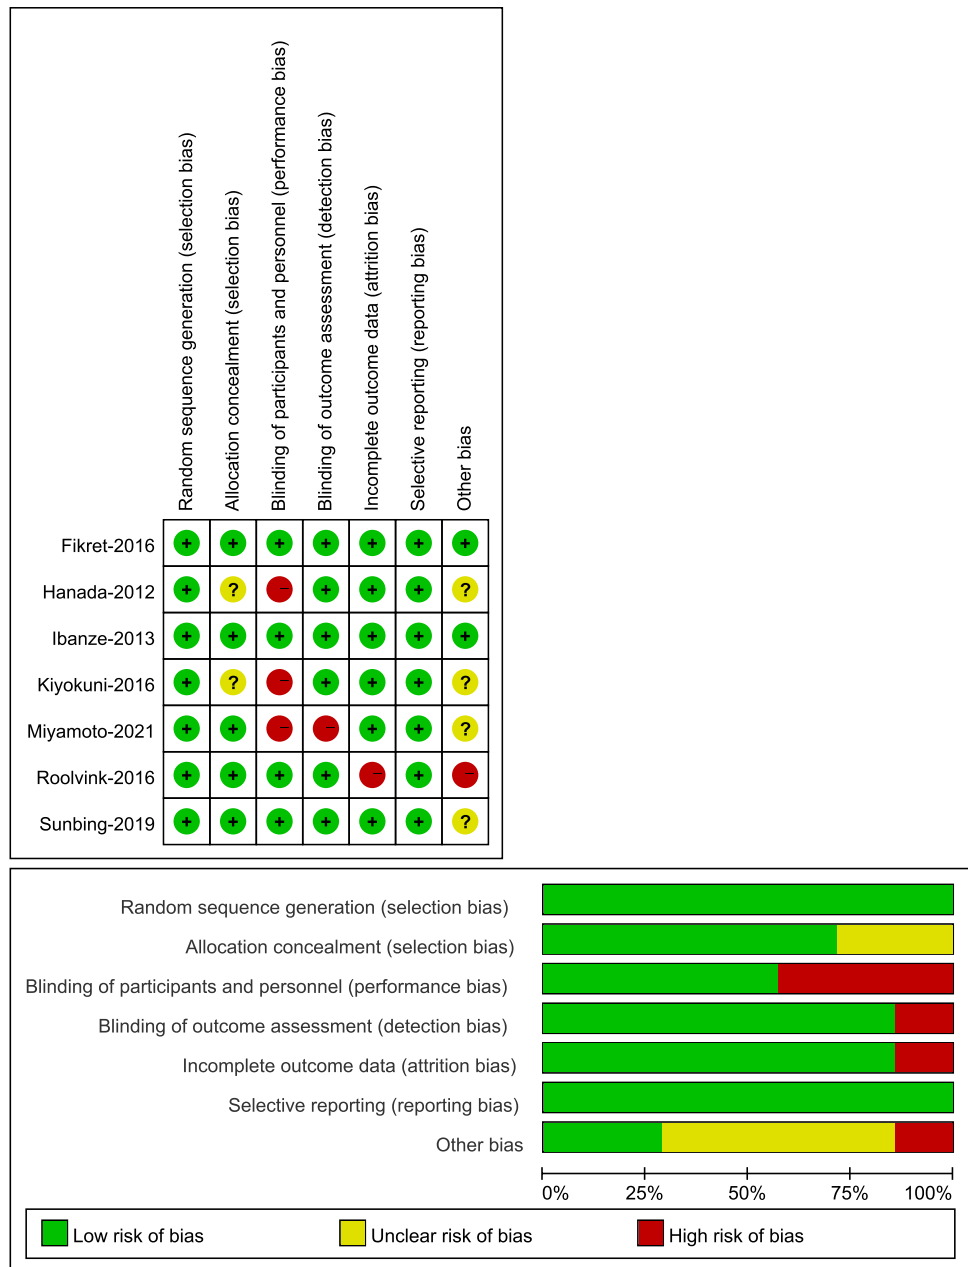 Random sequence generation (selection bias)
Allocation concealment (selection bias)
Blinding of participants and personnel (performance bias)
Blinding of outcome assessment (detection bias)
Incomplete outcome data (attrition bias)
Selective reporting (reporting bias)
Other bias
Fikret-2016 + + + + + + +
Hanada-2012 + ? − + + + ?
Ibanze-2013 + + + + + + +
Kiyokuni-2016 + ? − + + + ?
Miyamoto-2021 + + − − + + ?
Roolvink-2016 + + + + − + −
Sunbing-2019 + + + + + + ?
Random sequence generation (selection bias)
Allocation concealment (selection bias)
Blinding of participants and personnel (performance bias)
Blinding of outcome assessment (detection bias)
Incomplete outcome data (attrition bias)
Selective reporting (reporting bias)
Other bias
0% 25% 50% 75% 100%
Low risk of bias Unclear risk of bias High risk of bias